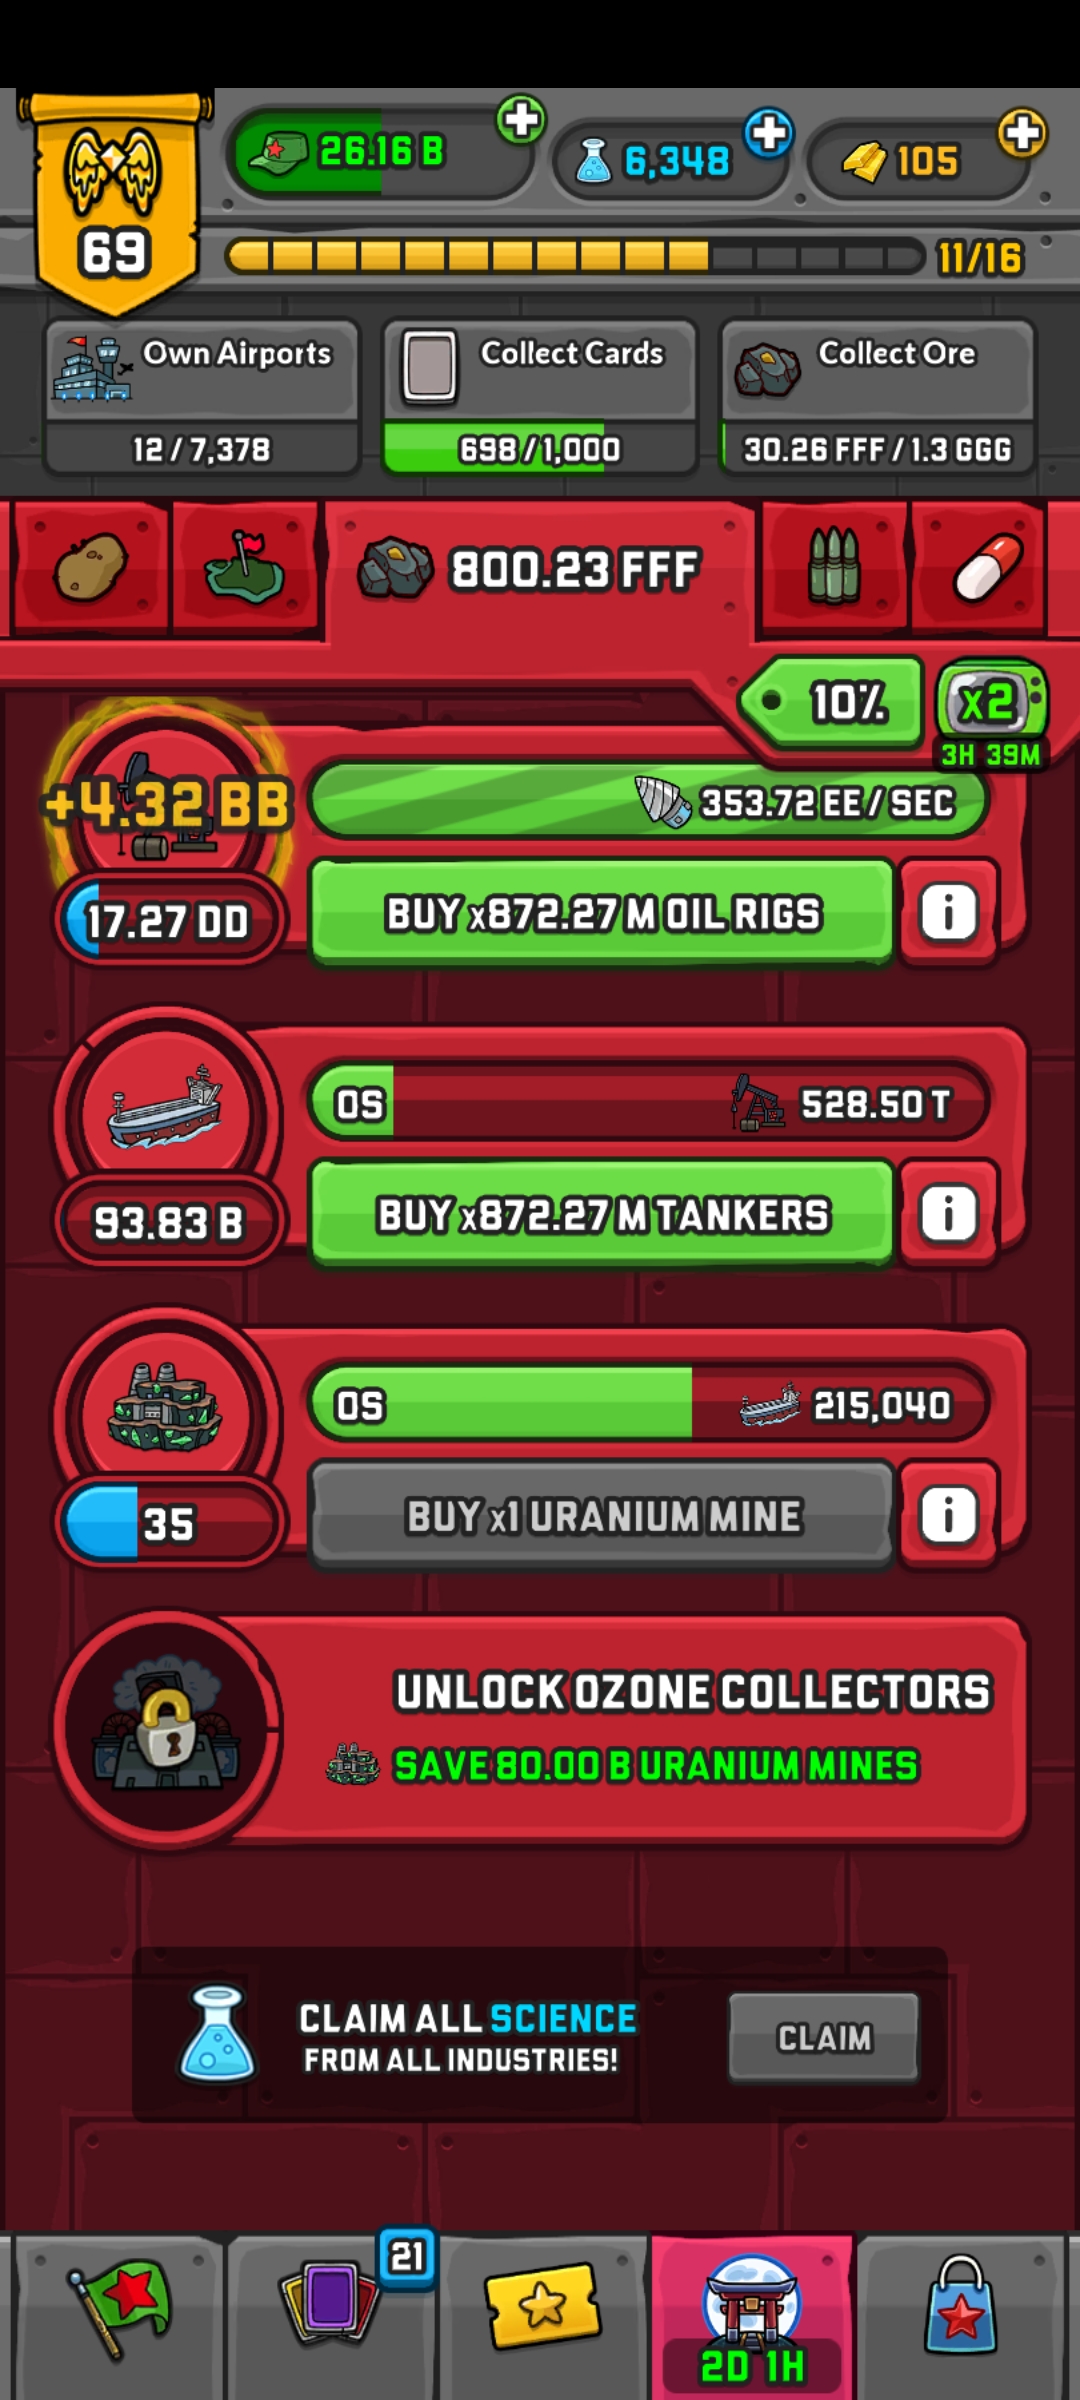 26.16 B
6,348
105
69
11/16
Own Airports
12 / 7,378
Collect Cards
698/1,000
Collect Ore
30.26 FFF / 1.3 GGG
800.23 FFF
10%
x2
3H 39M
+4.32 BB
353.72 EE / SEC
17.27 DD
BUY x872.27 M OIL RIGS
i
0S
528.50 T
93.83 B
BUY x872.27 M TANKERS
i
0S
215,040
35
BUY x1 URANIUM MINE
i
UNLOCK OZONE COLLECTORS
SAVE 80.00 B URANIUM MINES
CLAIM ALL SCIENCE
FROM ALL INDUSTRIES!
CLAIM
21
2D 1H